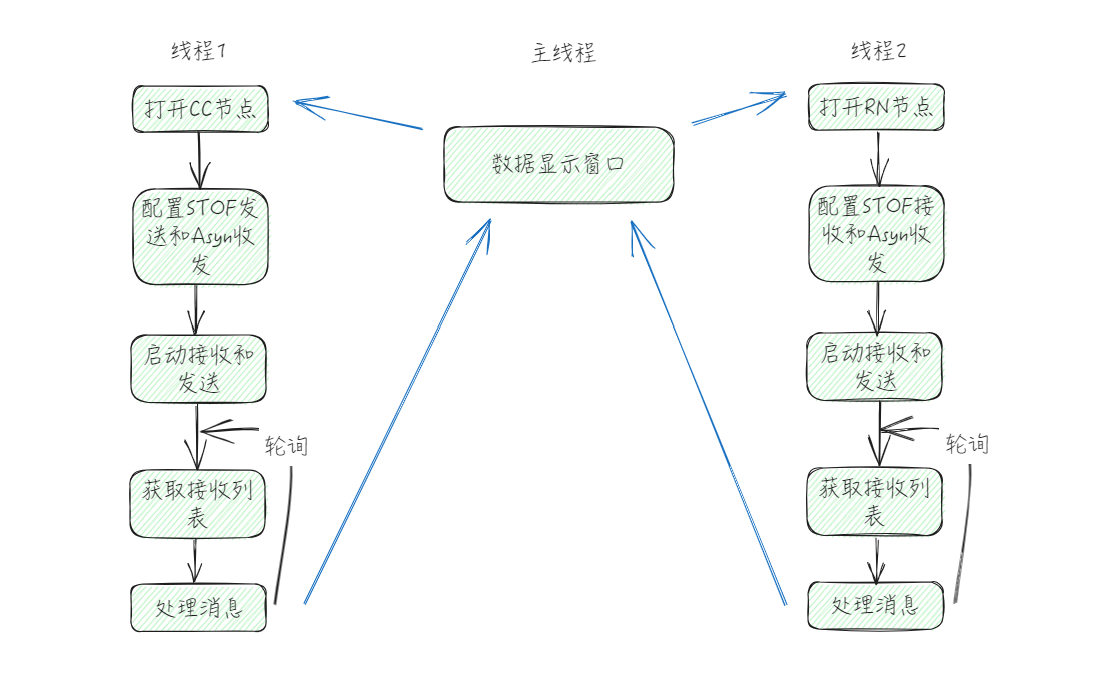 线程1
打开CC节点
配置STOF发
送和Asyn收
发
启动接收和
发送
轮询
获取接收列
表
处理消息
主线程
数据显示窗口
线程2
打开RN节点
配置STOF接
收和Asyn收
发
启动接收和
发送
轮询
获取接收列
表
处理消息